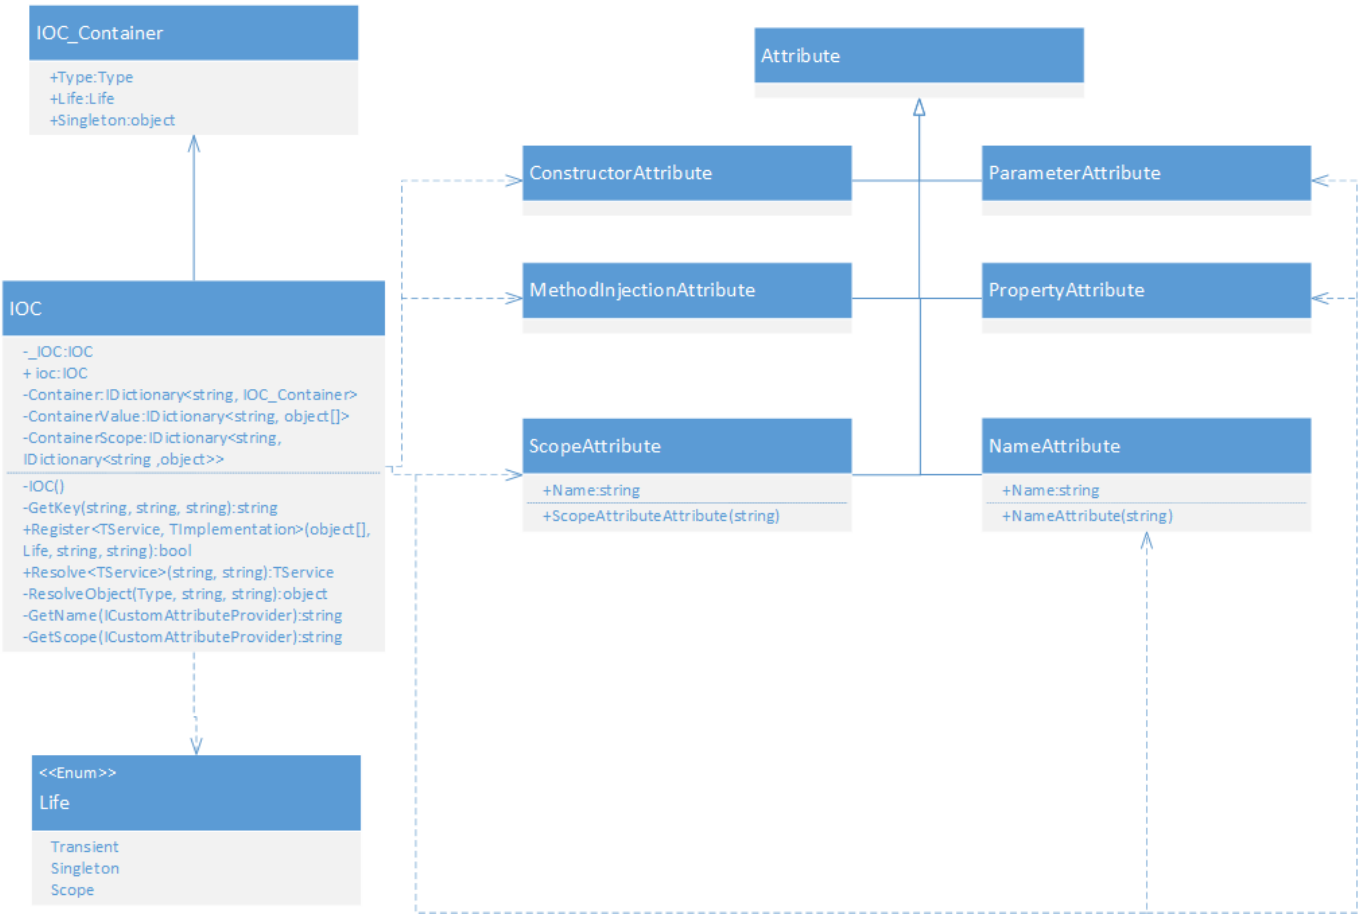 IOC_Container
+Type:Type
+Life:Life
+Singleton:object
Attribute
ConstructorAttribute
ParameterAttribute
MethodInjectionAttribute
PropertyAttribute
IOC
-_IOC:IOC
+ ioc:IOC
-Container:IDictionary<string, IOC_Container>
-ContainerValue:IDictionary<string, object[]>
-ContainerScope:IDictionary<string,
IDictionary<string ,object>>
-IOC()
-GetKey(string, string, string):string
+Register<TService, TImplementation>(object[],
Life, string, string):bool
+Resolve<TService>(string, string):TService
-ResolveObject(Type, string, string):object
-GetName(ICustomAttributeProvider):string
-GetScope(ICustomAttributeProvider):string
ScopeAttribute
+Name:string
+ScopeAttributeAttribute(string)
NameAttribute
+Name:string
+NameAttribute(string)
<<Enum>>
Life
Transient
Singleton
Scope